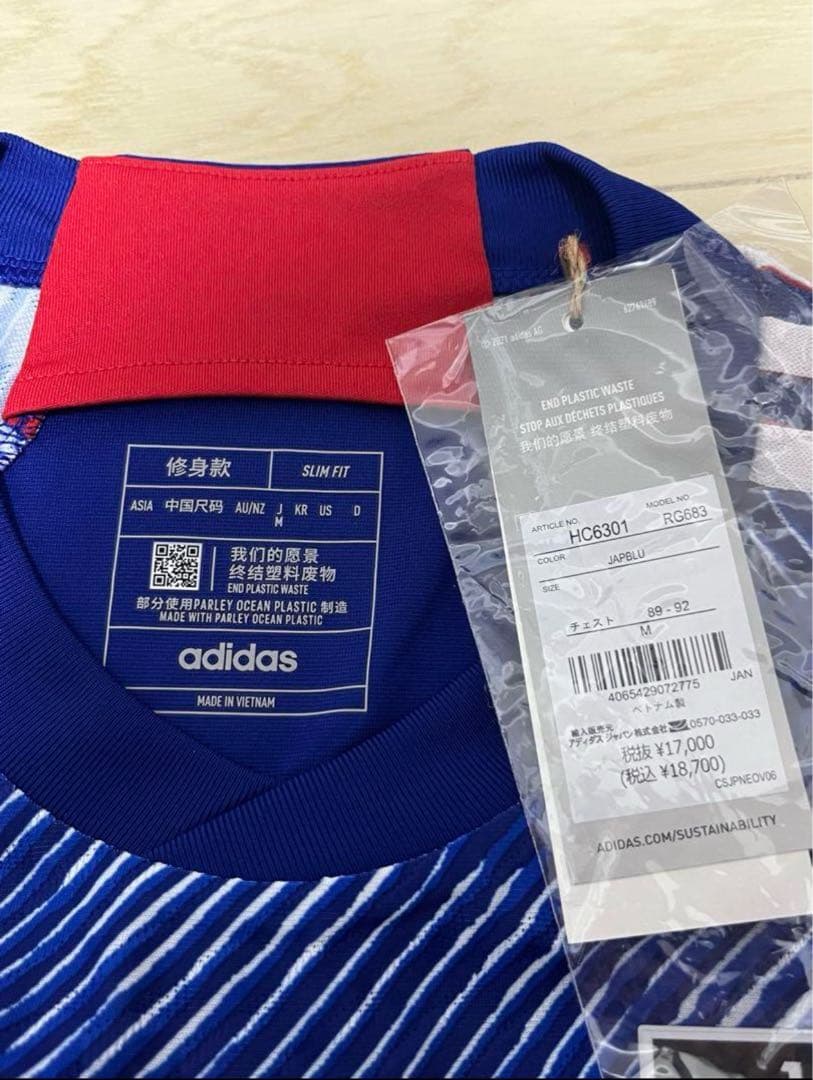 修身款 SLIM FIT
ASIA 中国尺码 AU/NZ J KR US D
M
我们的愿景
终结塑料废物
END PLASTIC WASTE
部分使用PARLEY OCEAN PLASTIC 制造
MADE WITH PARLEY OCEAN PLASTIC
adidas
MADE IN VIETNAM
© 2021 adidas AG
END PLASTIC WASTE
STOP AUX DÉCHETS PLASTIQUES
我们的愿景 终结塑料废物
ARTICLE NO. HC6301 MODEL NO. RG683
COLOR JAPBLU
SIZE
チェスト 89 - 92
M
4065429072775 JAN
ベトナム製
輸入販売元
アディダス ジャパン株式会社 0570-033-033
税抜 ¥17,000
(税込 ¥18,700)
CSJPNEOV06
ADIDAS.COM/SUSTAINABILITY